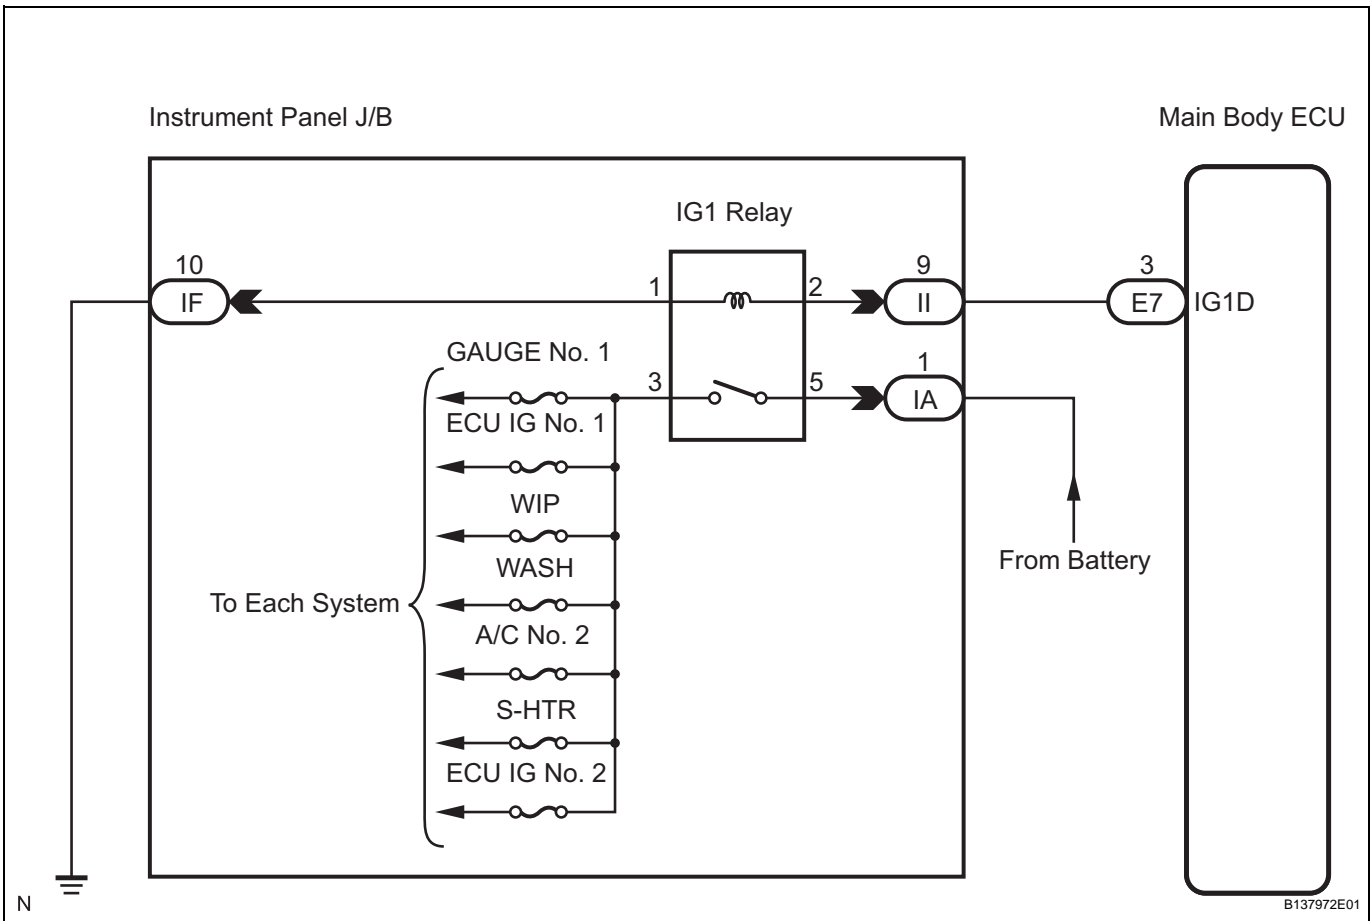 Instrument Panel J/B
Main Body ECU
IG1 Relay
10
IF
1
2
9
II
3
E7
IG1D
GAUGE No. 1
3
5
1
IA
ECU IG No. 1
WIP
WASH
From Battery
To Each System
A/C No. 2
S-HTR
ECU IG No. 2
N
B137972E01